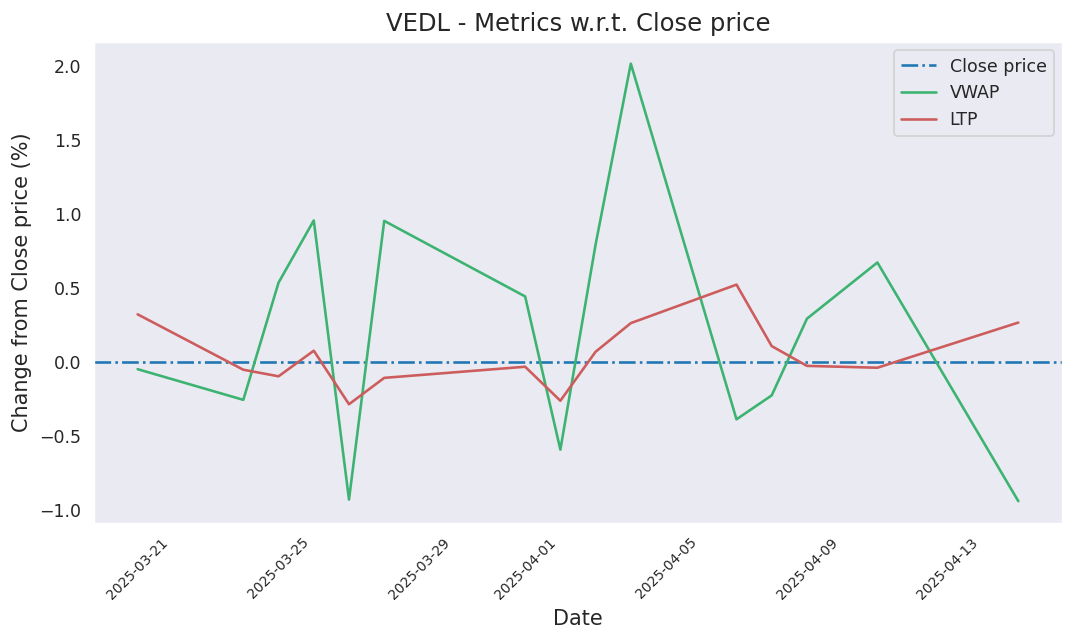 VEDL - Metrics w.r.t. Close price
Close price
VWAP
LTP
Change from Close price (%)
2.0
1.5
1.0
0.5
0.0
−0.5
−1.0
2025-03-21
2025-03-25
2025-03-29
2025-04-01
2025-04-05
2025-04-09
2025-04-13
Date